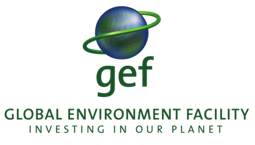 gef
GLOBAL ENVIRONMENT FACILITY
INVESTING IN OUR PLANET